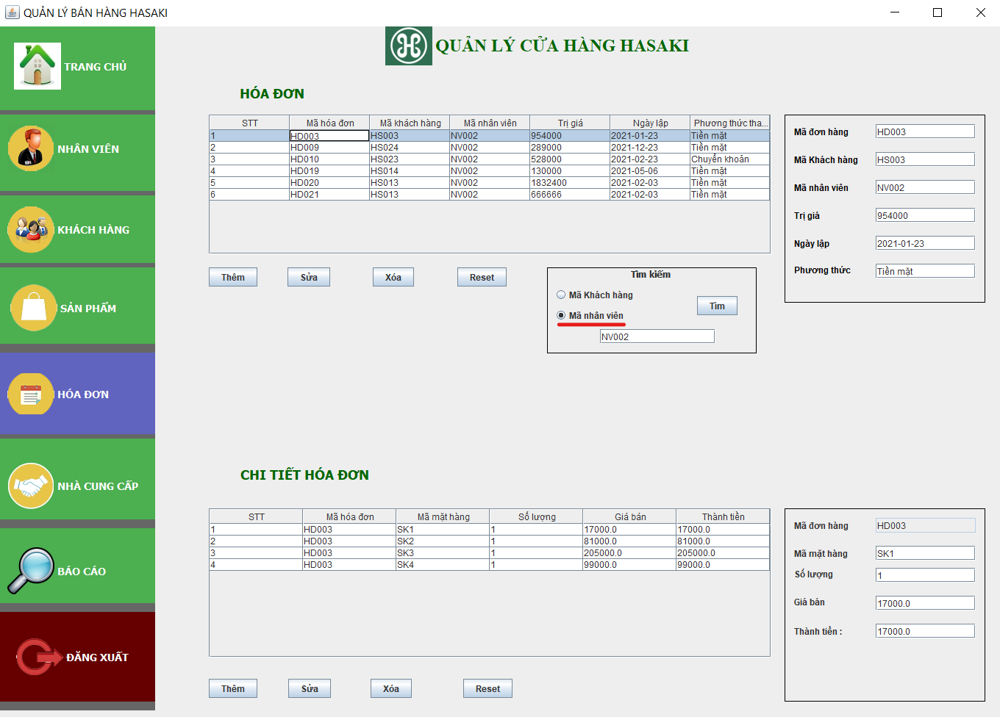 QUẢN LÝ BÁN HÀNG HASAKI
QUẢN LÝ CỬA HÀNG HASAKI
TRANG CHỦ
NHÂN VIÊN
KHÁCH HÀNG
SẢN PHẨM
HÓA ĐƠN
NHÀ CUNG CẤP
BÁO CÁO
ĐĂNG XUẤT
HÓA ĐƠN
STT Mã hóa đơn Mã khách hàng Mã nhân viên Trị giá Ngày lập Phương thức tha...
1 HD003 HS003 NV002 954000 2021-01-23 Tiền mặt
2 HD009 HS024 NV002 289000 2021-12-23 Tiền mặt
3 HD010 HS023 NV002 528000 2021-02-23 Chuyển khoản
4 HD019 HS014 NV002 130000 2021-05-06 Tiền mặt
5 HD020 HS013 NV002 1832400 2021-02-03 Tiền mặt
6 HD021 HS013 NV002 666666 2021-02-03 Tiền mặt
Mã đơn hàng HD003
Mã Khách hàng HS003
Mã nhân viên NV002
Trị giá 954000
Ngày lập 2021-01-23
Phương thức Tiền mặt
Thêm Sửa Xóa Reset
Tìm kiếm
Mã Khách hàng
Mã nhân viên
Tìm
NV002
CHI TIẾT HÓA ĐƠN
STT Mã hóa đơn Mã mặt hàng Số lượng Giá bán Thành tiền
1 HD003 SK1 1 17000.0 17000.0
2 HD003 SK2 1 81000.0 81000.0
3 HD003 SK3 1 205000.0 205000.0
4 HD003 SK4 1 99000.0 99000.0
Mã đơn hàng HD003
Mã mặt hàng SK1
Số lượng 1
Giá bán 17000.0
Thành tiền : 17000.0
Thêm Sửa Xóa Reset